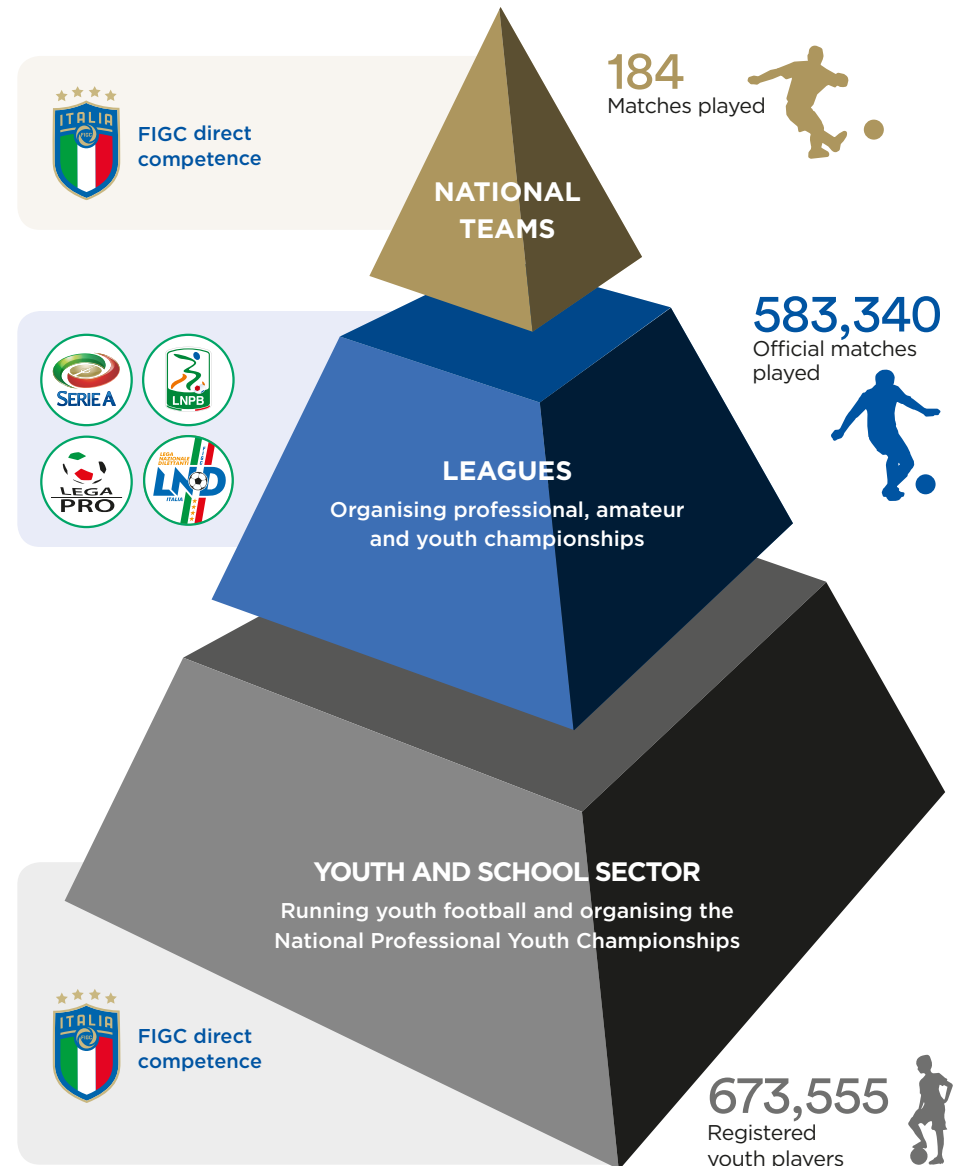 184
Matches played
ITALIA
FIGC
FIGC direct
competence
NATIONAL
TEAMS
583,340
Official matches
played
SERIE A
LNPB
LEGA
PRO
LEGA
NAZIONALE
DILETTANTI
FIGC
LND
ITALIA
LEAGUES
Organising professional, amateur
and youth championships
YOUTH AND SCHOOL SECTOR
Running youth football and organising the
National Professional Youth Championships
ITALIA
FIGC
FIGC direct
competence
673,555
Registered
youth players